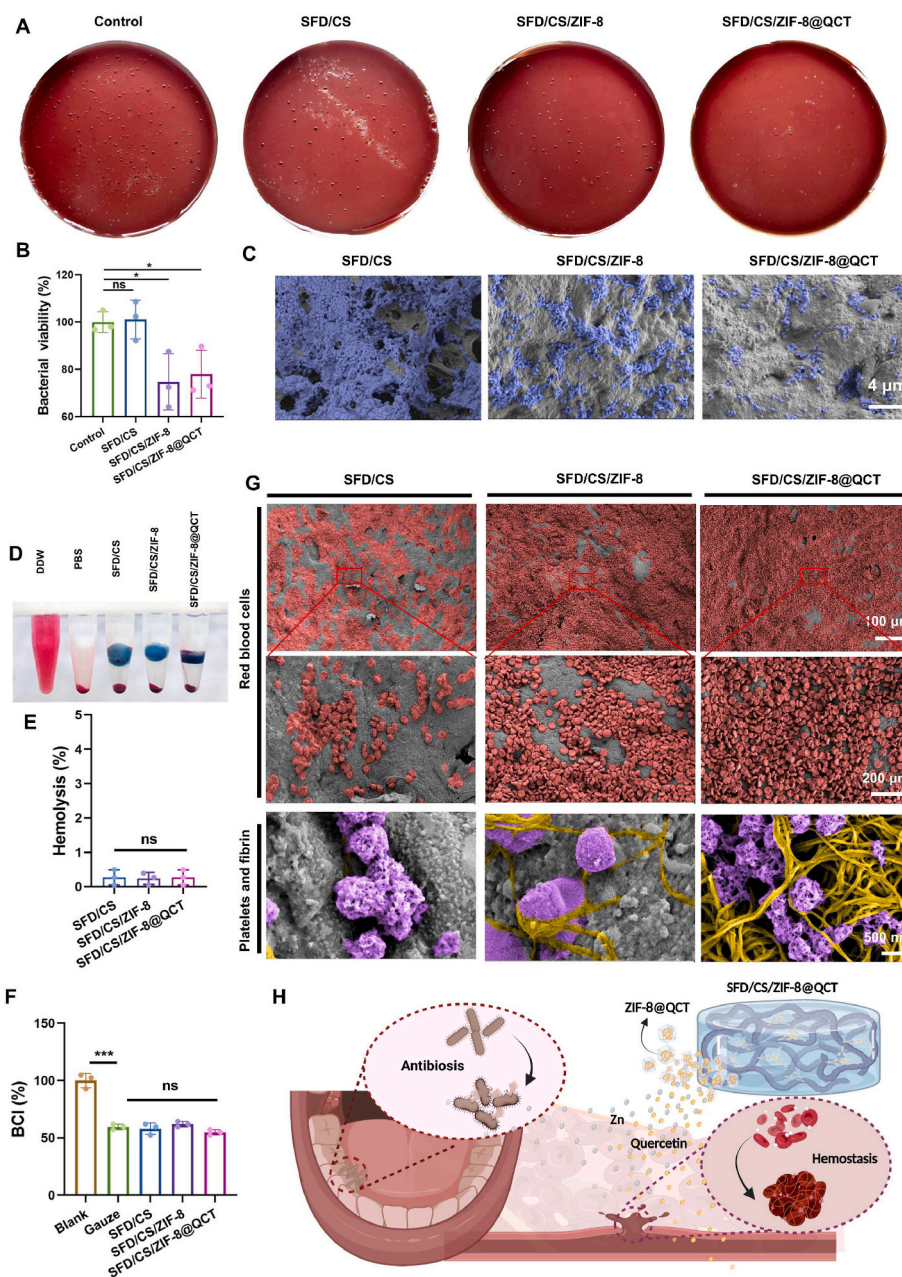 A
Control
SFD/CS
SFD/CS/ZIF-8
SFD/CS/ZIF-8@QCT
B
Bacterial viability (%)
120
100
80
60
*
*
ns
Control
SFD/CS
SFD/CS/ZIF-8
SFD/CS/ZIF-8@QCT
C
SFD/CS
SFD/CS/ZIF-8
SFD/CS/ZIF-8@QCT
4 μm
D
DDW
PBS
SFD/CS
SFD/CS/ZIF-8
SFD/CS/ZIF-8@QCT
E
Hemolysis (%)
5
4
3
2
1
0
ns
SFD/CS
SFD/CS/ZIF-8
SFD/CS/ZIF-8@QCT
G
SFD/CS
SFD/CS/ZIF-8
SFD/CS/ZIF-8@QCT
Red blood cells
100 μm
200 μm
Platelets and fibrin
500 nm
F
BCI (%)
150
100
50
0
***
ns
Blank
Gauze
SFD/CS
SFD/CS/ZIF-8
SFD/CS/ZIF-8@QCT
H
SFD/CS/ZIF-8@QCT
ZIF-8@QCT
Antibiosis
Zn
Quercetin
Hemostasis